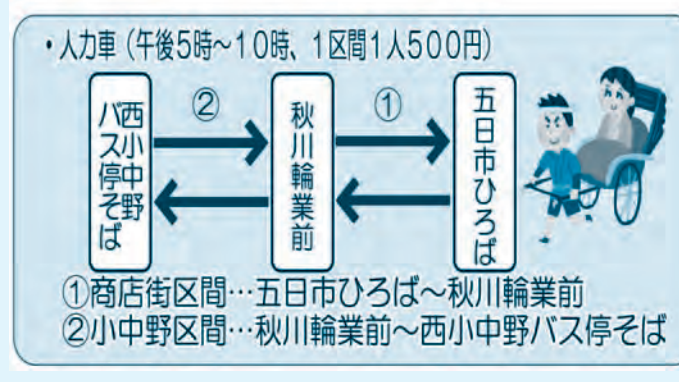 ・人力車（午後5時～10時、1区間1人500円）
西小中野
バス停そば
②
秋川輪業前
①
五日市ひろば
①商店街区間…五日市ひろば～秋川輪業前
②小中野区間…秋川輪業前～西小中野バス停そば